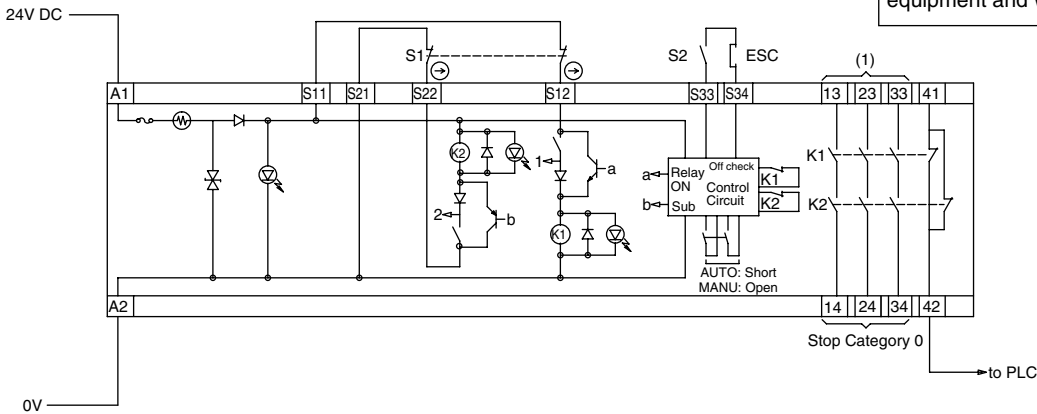 equipment and
24V DC
S1
S2
ESC
(1)
A1
S11
S21
S22
S12
S33
S34
13
23
33
41
K2
1
a
2
b
K1
a
Relay
ON
b
Sub
Off check
Control
Circuit
K1
K2
K1
K2
AUTO: Short
MANU: Open
A2
14
24
34
42
Stop Category 0
to PLC
0V